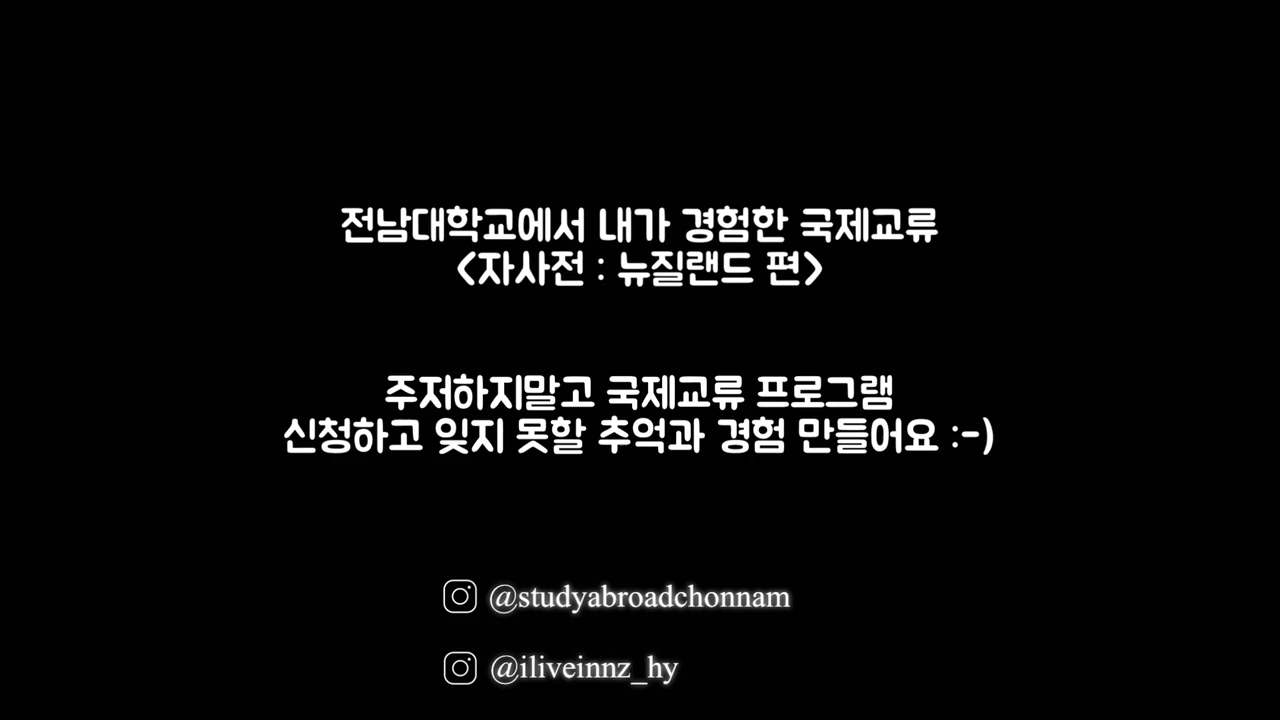 전남대학교에서 내가 경험한 국제교류
<자사전 : 뉴질랜드 편>
주저하지말고 국제교류 프로그램
신청하고 잊지 못할 추억과 경험 만들어요 :-)
@studyabroadchonnam
@iliveinnz_hy